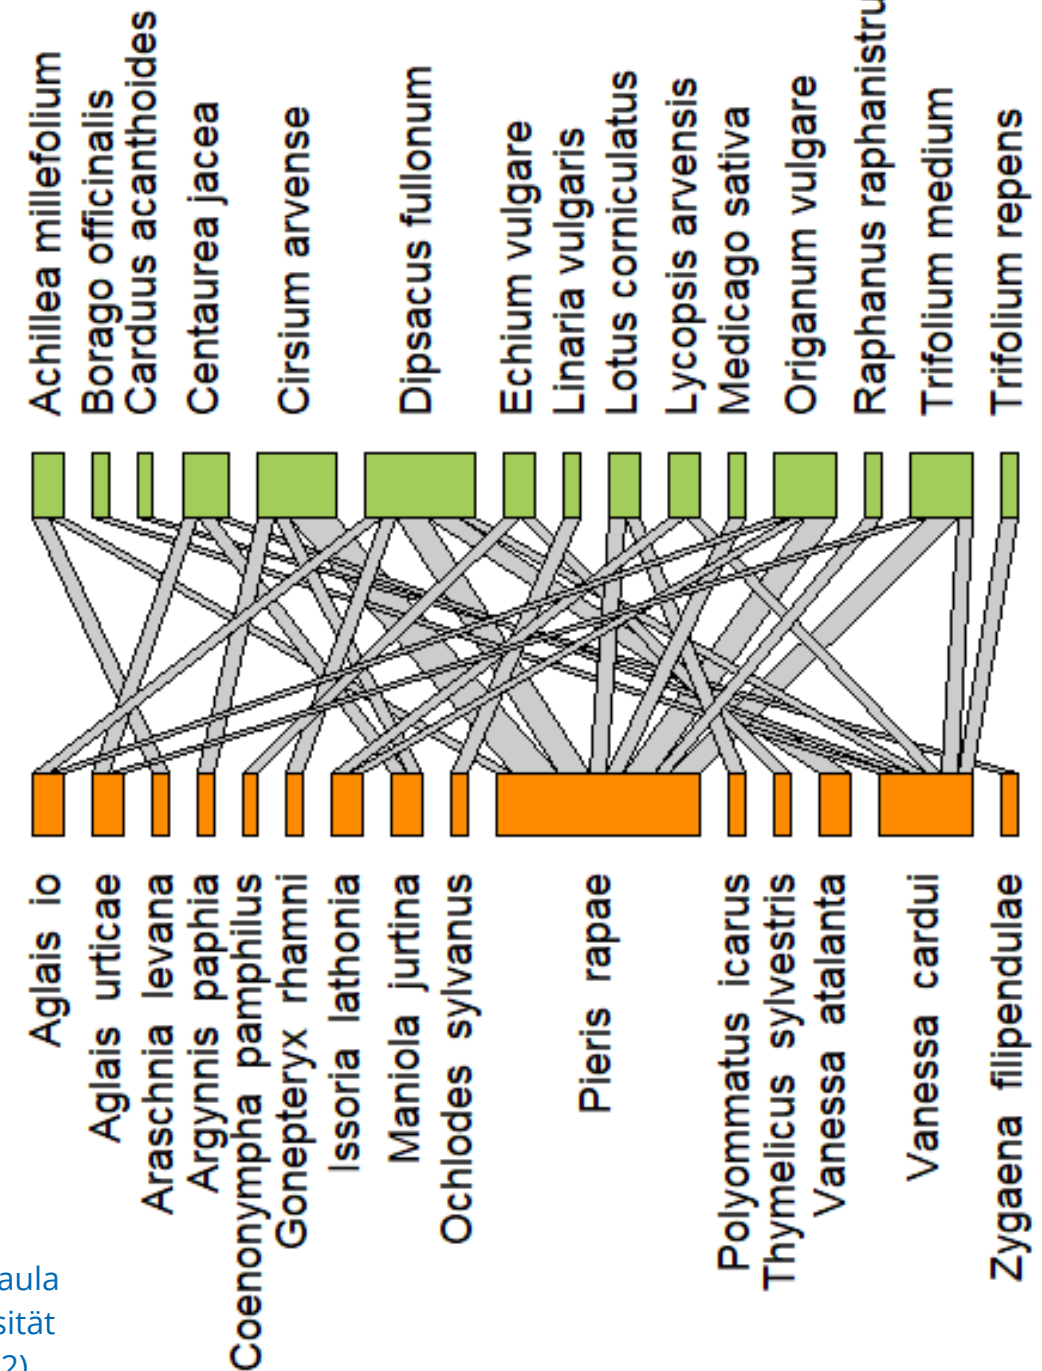 Achillea millefolium
Borago officinalis
Carduus acanthoides
Centaurea jacea
Cirsium arvense
Dipsacus fullonum
Echium vulgare
Linaria vulgaris
Lotus corniculatus
Lycopsis arvensis
Medicago sativa
Origanum vulgare
Raphanus raphanistru
Trifolium medium
Trifolium repens
Aglais io
Aglais urticae
Araschnia levana
Argynnis paphia
Coenonympha pamphilus
Gonepteryx rhamni
Issoria lathonia
Maniola jurtina
Ochlodes sylvanus
Pieris rapae
Polyommatus icarus
Thymelicus sylvestris
Vanessa atalanta
Vanessa cardui
Zygaena filipendulae
aula
sität
2)